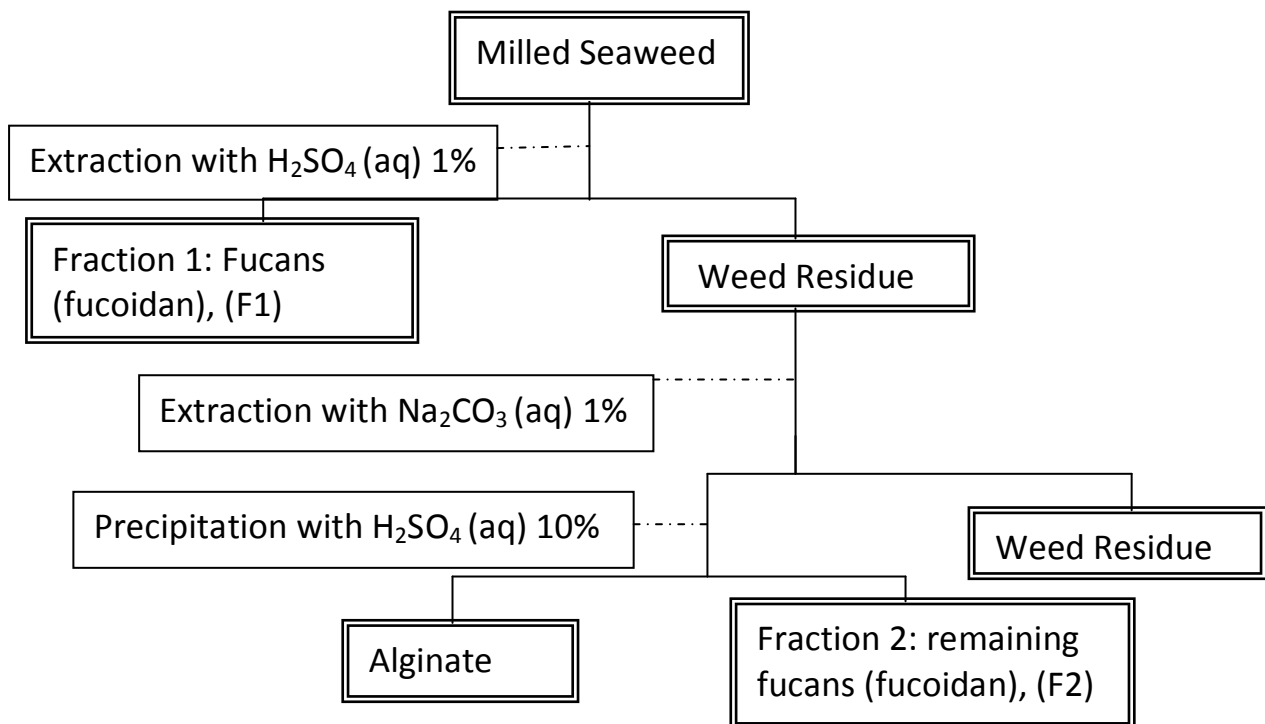 Milled Seaweed
Extraction with H₂SO₄ (aq) 1%
Fraction 1: Fucans
(fucoidan), (F1)
Weed Residue
Extraction with Na₂CO₃ (aq) 1%
Precipitation with H₂SO₄ (aq) 10%
Weed Residue
Alginate
Fraction 2: remaining
fucans (fucoidan), (F2)